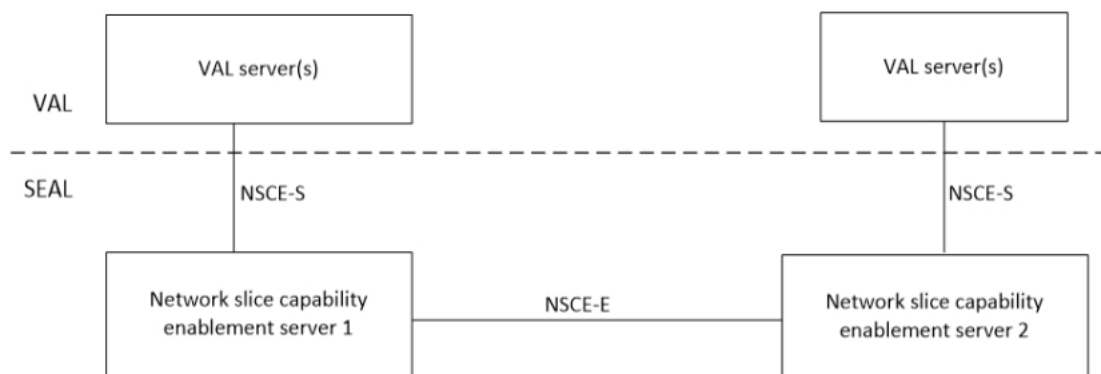 VAL server(s)
VAL server(s)
VAL
SEAL
NSCE-S
NSCE-S
Network slice capability
enablement server 1
NSCE-E
Network slice capability
enablement server 2